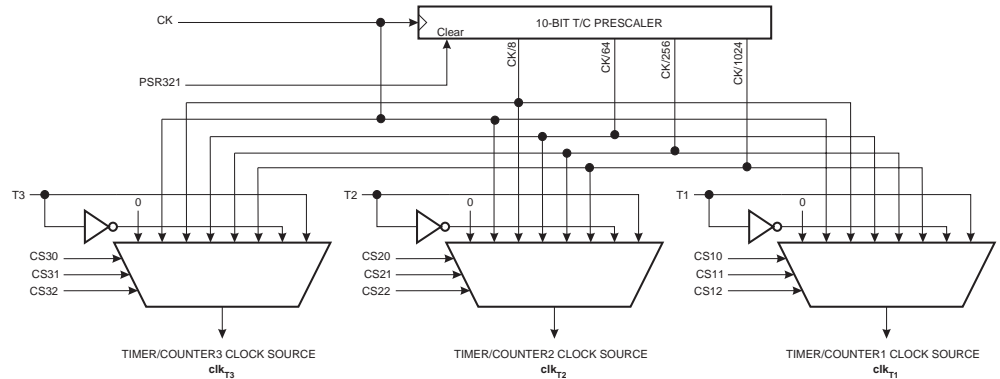 CK
10-BIT T/C PRESCALER
Clear
CK/8
CK/64
CK/256
CK/1024
PSR321
T3
T2
T1
0
0
0
CS30
CS31
CS32
CS20
CS21
CS22
CS10
CS11
CS12
TIMER/COUNTER3 CLOCK SOURCE
clkT3
TIMER/COUNTER2 CLOCK SOURCE
clkT2
TIMER/COUNTER1 CLOCK SOURCE
clkT1